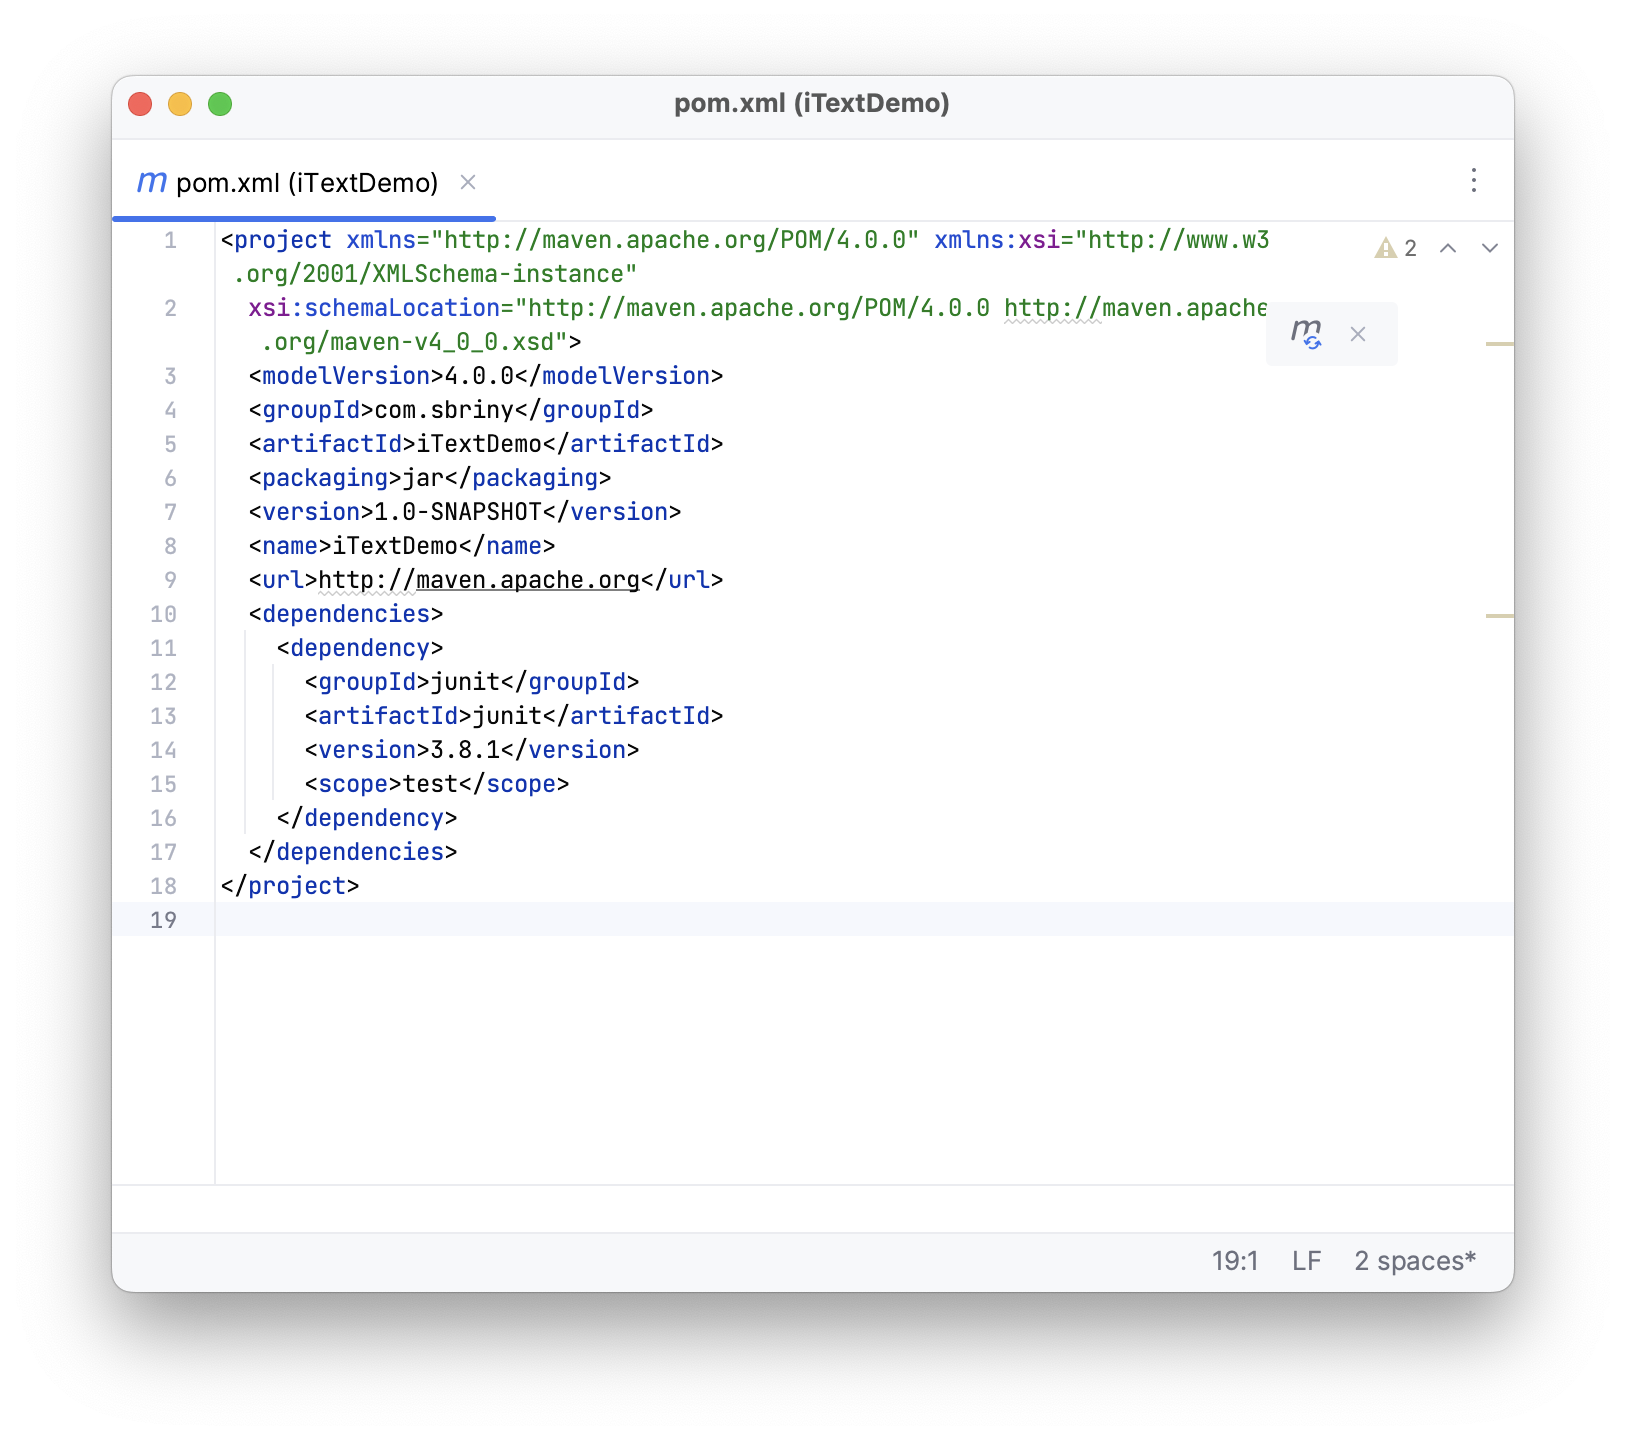 pom.xml (iTextDemo)
m pom.xml (iTextDemo)
2
1 <project xmlns="http://maven.apache.org/POM/4.0.0" xmlns:xsi="http://www.w3
.org/2001/XMLSchema-instance"
2 xsi:schemaLocation="http://maven.apache.org/POM/4.0.0 http://maven.apache
.org/maven-v4_0_0.xsd">
m
3 <modelVersion>4.0.0</modelVersion>
4 <groupId>com.sbriny</groupId>
5 <artifactId>iTextDemo</artifactId>
6 <packaging>jar</packaging>
7 <version>1.0-SNAPSHOT</version>
8 <name>iTextDemo</name>
9 <url>http://maven.apache.org</url>
10 <dependencies>
11 <dependency>
12 <groupId>junit</groupId>
13 <artifactId>junit</artifactId>
14 <version>3.8.1</version>
15 <scope>test</scope>
16 </dependency>
17 </dependencies>
18 </project>
19
19:1 LF 2 spaces*